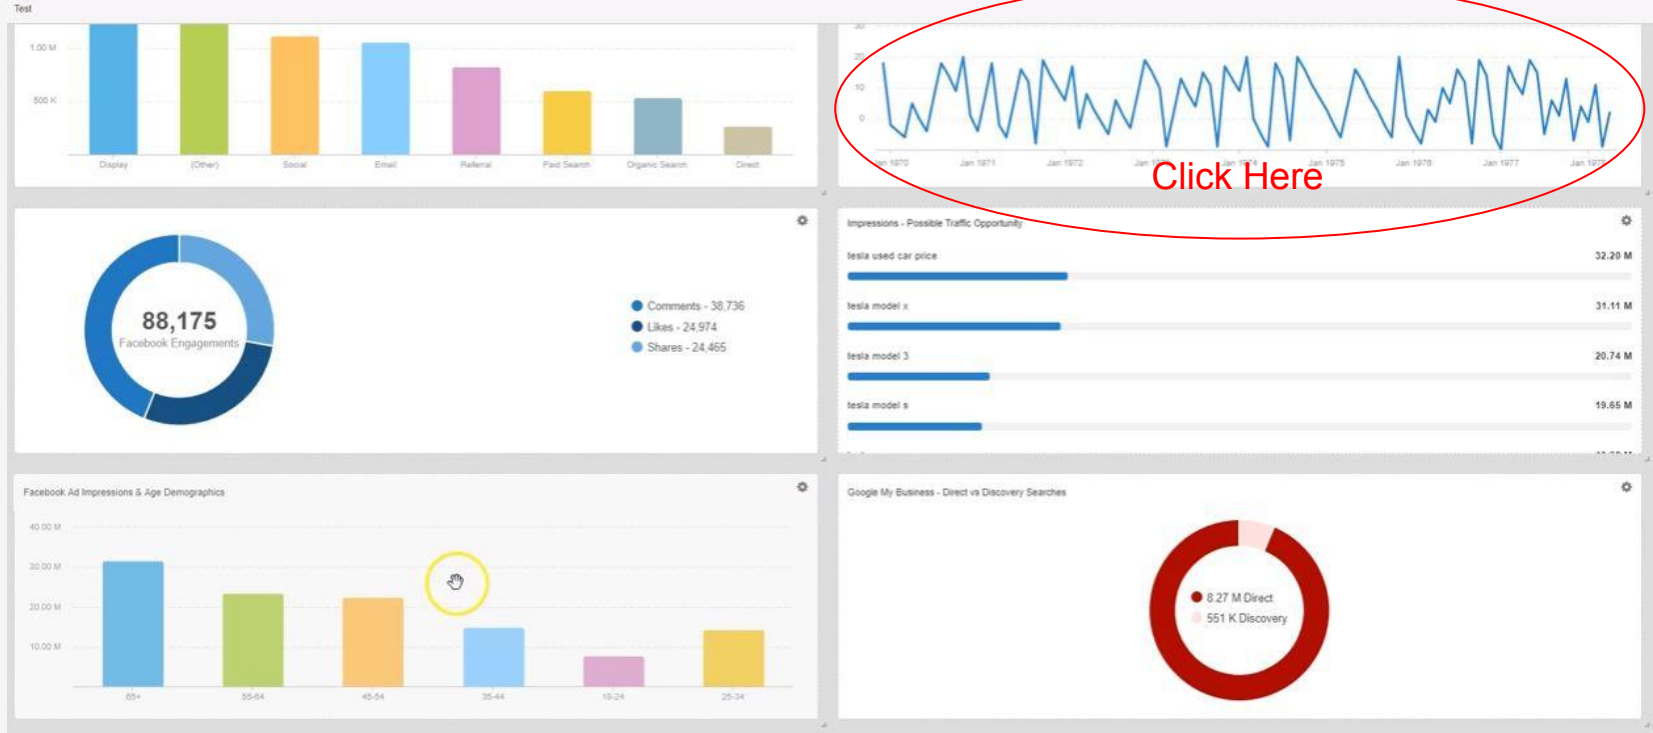 Test
1.00 M
500 K
Display (Other) Social Email Referral Paid Search Organic Search Direct
30
20
10
0
Jan 1970 Jan 1971 Jan 1972 Jan 1974 Jan 1975 Jan 1976 Jan 1977
Click Here
88,175
Facebook Engagements
Comments - 38,736
Likes - 24,974
Shares - 24,465
Impressions - Possible Traffic Opportunity
tesla used car price 32.20 M
tesla model x 31.11 M
tesla model 3 20.74 M
tesla model s 19.65 M
Facebook Ad Impressions & Age Demographics
40.00 M
30.00 M
20.00 M
10.00 M
65+ 55-64 45-54 35-44 18-24 25-34
Google My Business - Direct vs Discovery Searches
8.27 M Direct
551 K Discovery